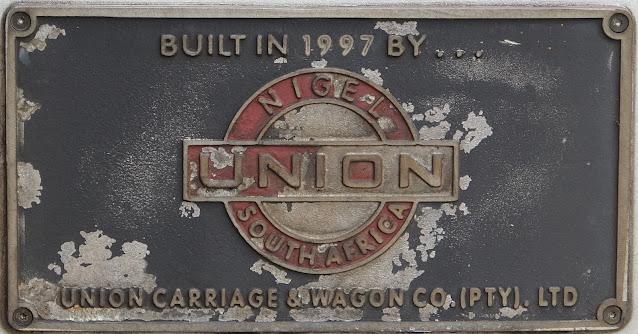 BUILT IN 1997 BY...
NIGEL
UNION
SOUTH AFRICA
UNION CARRIAGE & WAGON CO. (PTY). LTD